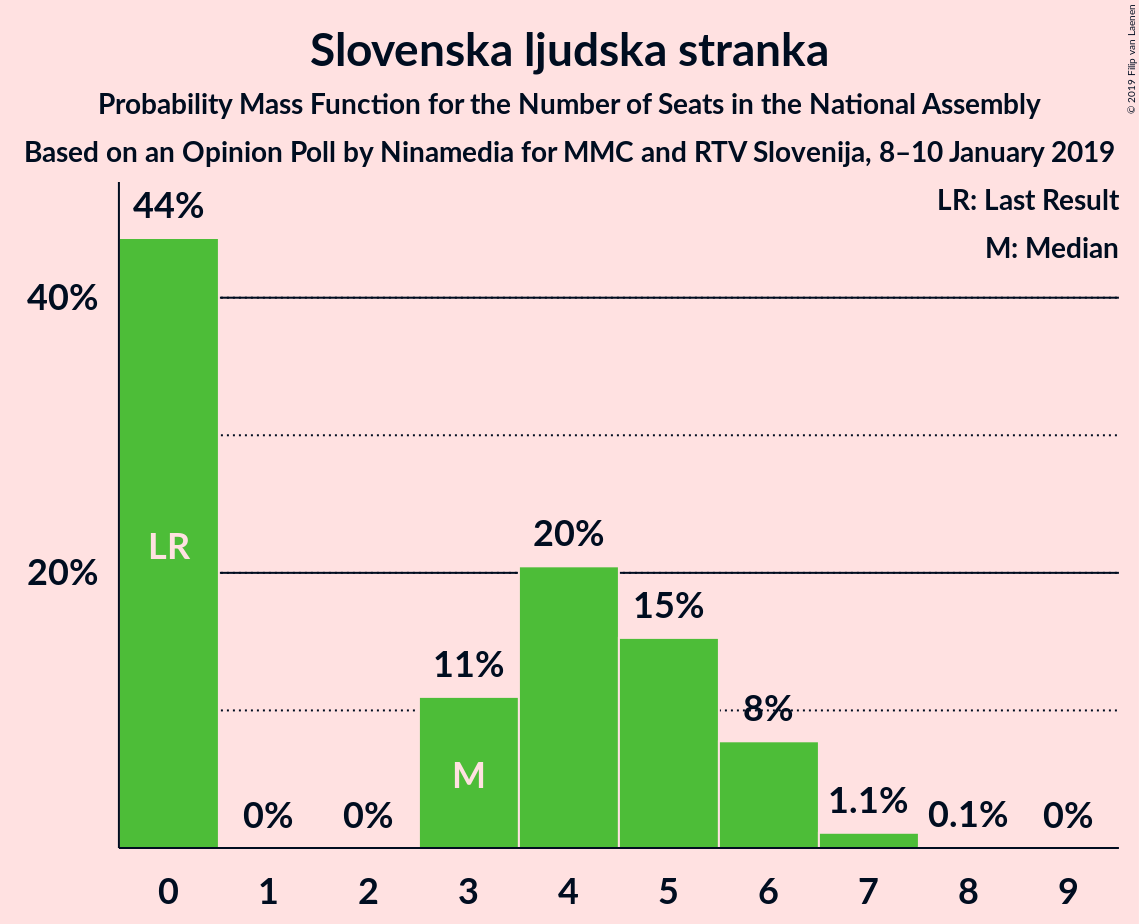 Slovenska ljudska stranka
Probability Mass Function for the Number of Seats in the National Assembly
Based on an Opinion Poll by Ninamedia for MMC and RTV Slovenija, 8–10 January 2019
© 2019 Filip van Laenen
LR: Last Result
M: Median
44%
40%
LR
20%
20%
15%
11%
M
8%
0%
0%
1.1%
0.1%
0%
0 1 2 3 4 5 6 7 8 9